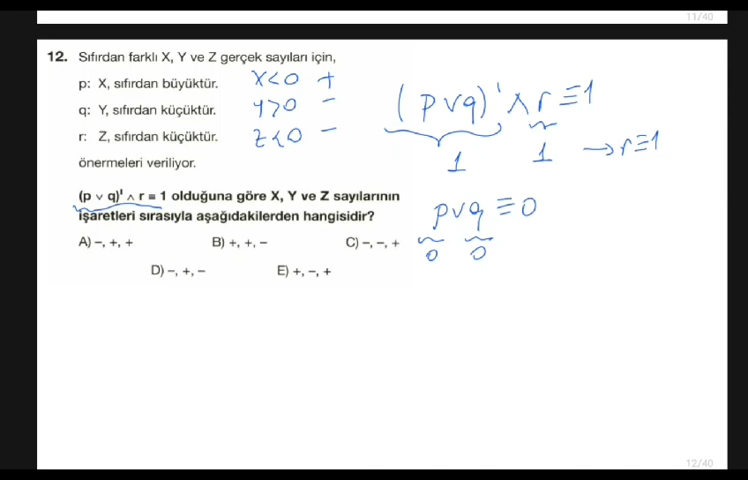 11/40
12. Sıfırdan farklı X, Y ve Z gerçek sayıları için,
p: X, sıfırdan büyüktür. X<0 +
q: Y, sıfırdan küçüktür. Y>0 −
r: Z, sıfırdan küçüktür. Z<0 −
önermeleri veriliyor.
(p ∨ q)' ∧ r ≡ 1 olduğuna göre X, Y ve Z sayılarının
işaretleri sırasıyla aşağıdakilerden hangisidir?
A) –, +, + B) +, +, – C) –, –, +
D) –, +, – E) +, –, +
(p∨q)' ∧ r ≡ 1
1 1 → r≡1
p∨q ≡ 0
0 0
12/40